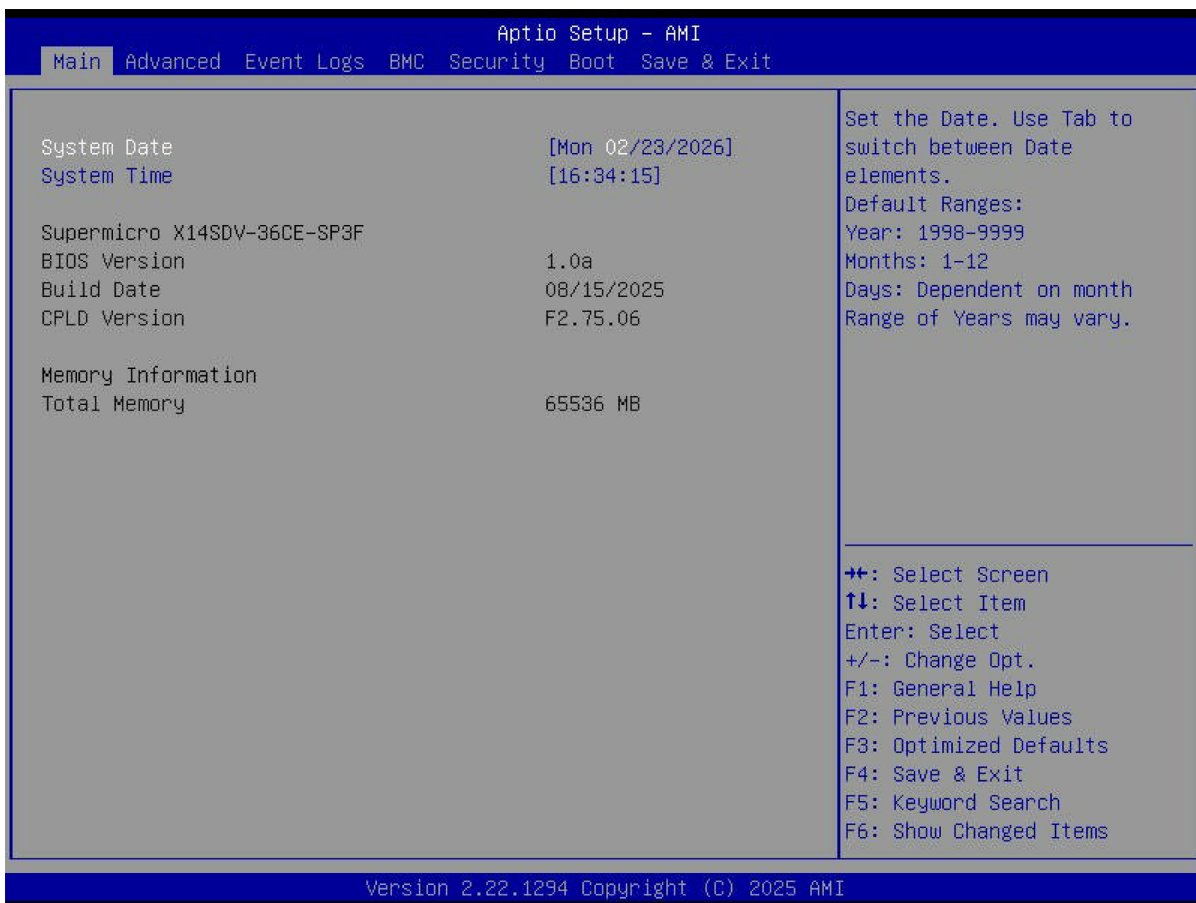 Aptio Setup – AMI
Main Advanced Event Logs BMC Security Boot Save & Exit
System Date [Mon 02/23/2026]
System Time [16:34:15]
Supermicro X14SDV-36CE-SP3F
BIOS Version 1.0a
Build Date 08/15/2025
CPLD Version F2.75.06
Memory Information
Total Memory 65536 MB
Set the Date. Use Tab to
switch between Date
elements.
Default Ranges:
Year: 1998-9999
Months: 1-12
Days: Dependent on month
Range of Years may vary.
→←: Select Screen
↑↓: Select Item
Enter: Select
+/-: Change Opt.
F1: General Help
F2: Previous Values
F3: Optimized Defaults
F4: Save & Exit
F5: Keyword Search
F6: Show Changed Items
Version 2.22.1294 Copyright (C) 2025 AMI